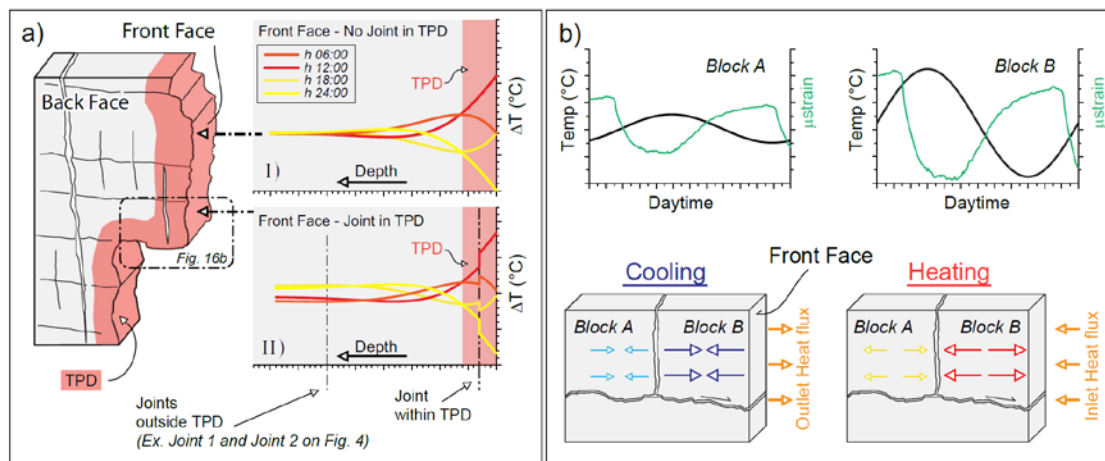 a)
Front Face
Back Face
Fig. 16b
TPD
Front Face - No Joint in TPD
h 06:00
h 12:00
h 18:00
h 24:00
TPD
I)
Depth
ΔT (°C)
Front Face - Joint in TPD
TPD
II)
Depth
ΔT (°C)
Joints
outside TPD
(Ex. Joint 1 and Joint 2 on Fig. 4)
Joint
within TPD
b)
Temp (°C)
Block A
μstrain
Daytime
Temp (°C)
Block B
μstrain
Daytime
Cooling
Front Face
Block A
Block B
Outlet Heat flux
Heating
Block A
Block B
Inlet Heat flux